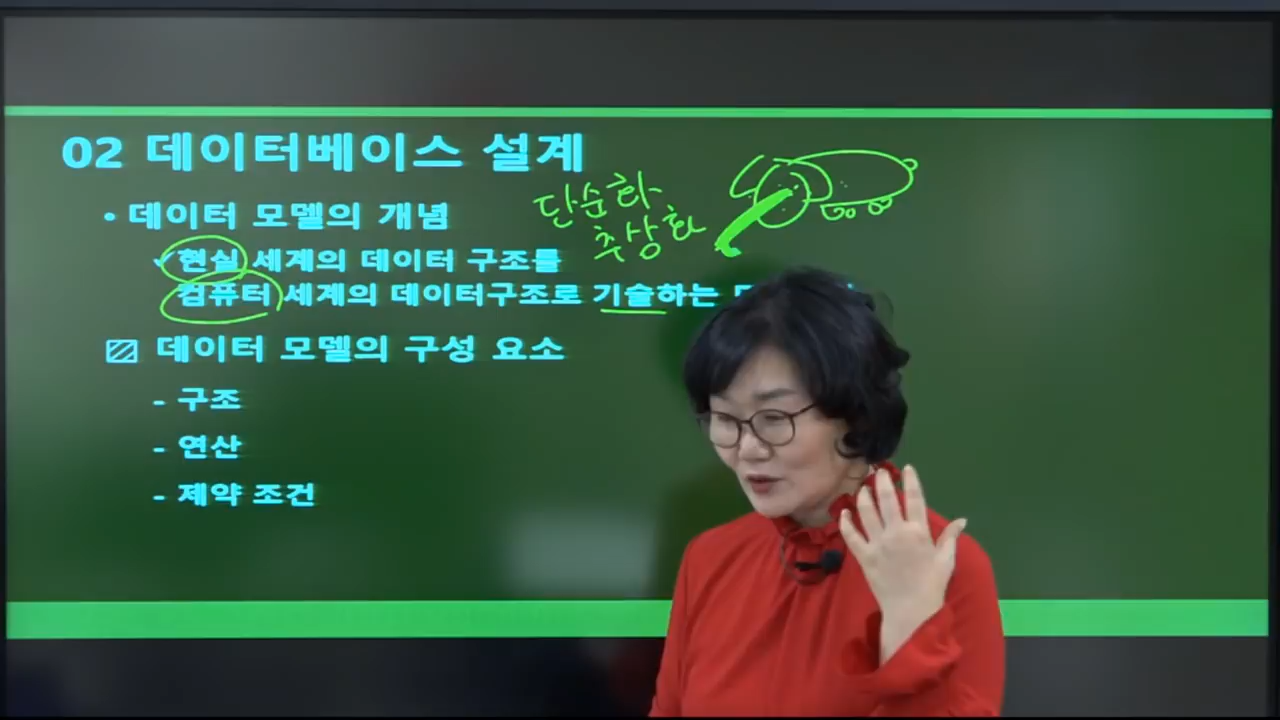 02 데이터베이스 설계
• 데이터 모델의 개념
단순화
추상화
✓ 현실 세계의 데이터 구조를
컴퓨터 세계의 데이터구조로 기술하는
데이터 모델의 구성 요소
- 구조
- 연산
- 제약 조건